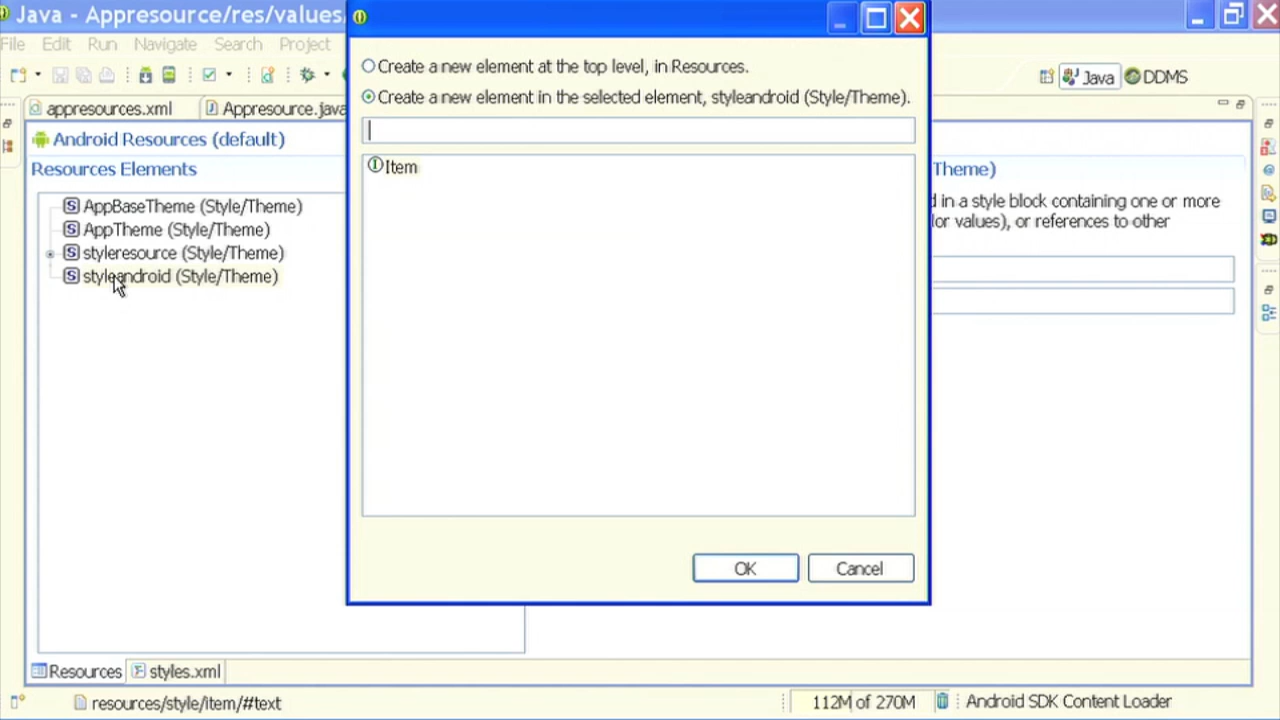 Java - Appresource/res/values/
File Edit Run Navigate Search Project
Java
DDMS
appresources.xml
Appresource.java
Android Resources (default)
Resources Elements
AppBaseTheme (Style/Theme)
AppTheme (Style/Theme)
styleresource (Style/Theme)
styleandroid (Style/Theme)
Create a new element at the top level, in Resources.
Create a new element in the selected element, styleandroid (Style/Theme).
Item
OK
Cancel
Theme)
in a style block containing one or more
lor values), or references to other
Resources
styles.xml
resources/style/item/#text
112M of 270M
Android SDK Content Loader